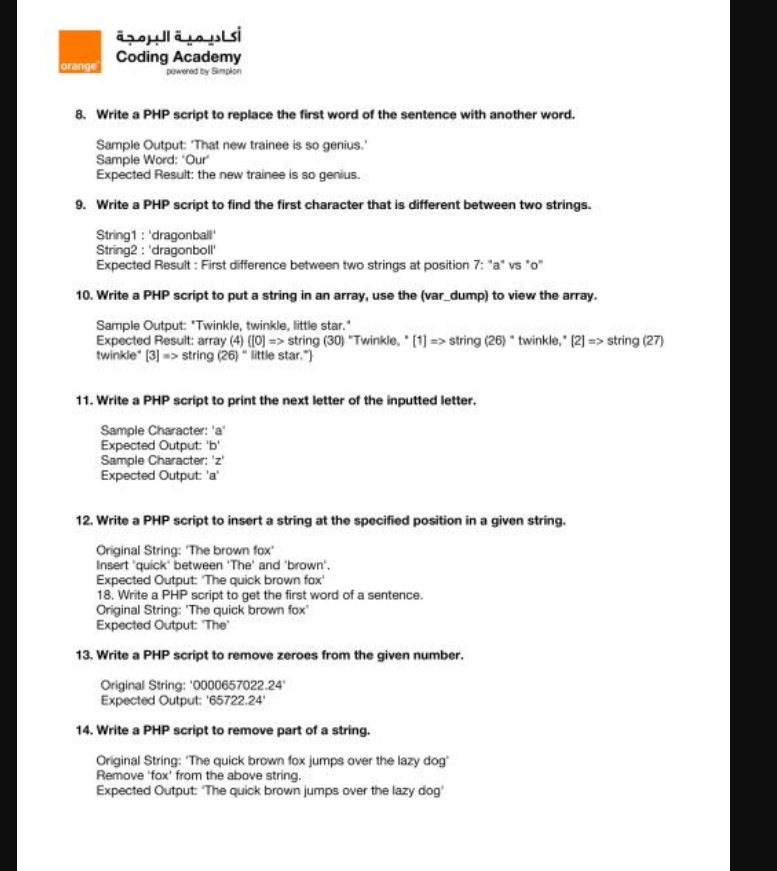 أكاديمية البرمجة
Coding Academy
powered by Simplon
orange
8. Write a PHP script to replace the first word of the sentence with another word.
Sample Output: 'That new trainee is so genius.'
Sample Word: 'Our'
Expected Result: the new trainee is so genius.
9. Write a PHP script to find the first character that is different between two strings.
String1 : 'dragonball'
String2 : 'dragonboll'
Expected Result : First difference between two strings at position 7: "a" vs "o"
10. Write a PHP script to put a string in an array, use the (var_dump) to view the array.
Sample Output: "Twinkle, twinkle, little star."
Expected Result: array (4) {[0] => string (30) "Twinkle, " [1] => string (26) " twinkle," [2] => string (27)
twinkle" [3] => string (26) " little star."}
11. Write a PHP script to print the next letter of the inputted letter.
Sample Character: 'a'
Expected Output: 'b'
Sample Character: 'z'
Expected Output: 'a'
12. Write a PHP script to insert a string at the specified position in a given string.
Original String: 'The brown fox'
Insert 'quick' between 'The' and 'brown'.
Expected Output: 'The quick brown fox'
18. Write a PHP script to get the first word of a sentence.
Original String: 'The quick brown fox'
Expected Output: 'The'
13. Write a PHP script to remove zeroes from the given number.
Original String: '0000657022.24'
Expected Output: '65722.24'
14. Write a PHP script to remove part of a string.
Original String: 'The quick brown fox jumps over the lazy dog'
Remove 'fox' from the above string.
Expected Output: 'The quick brown jumps over the lazy dog'